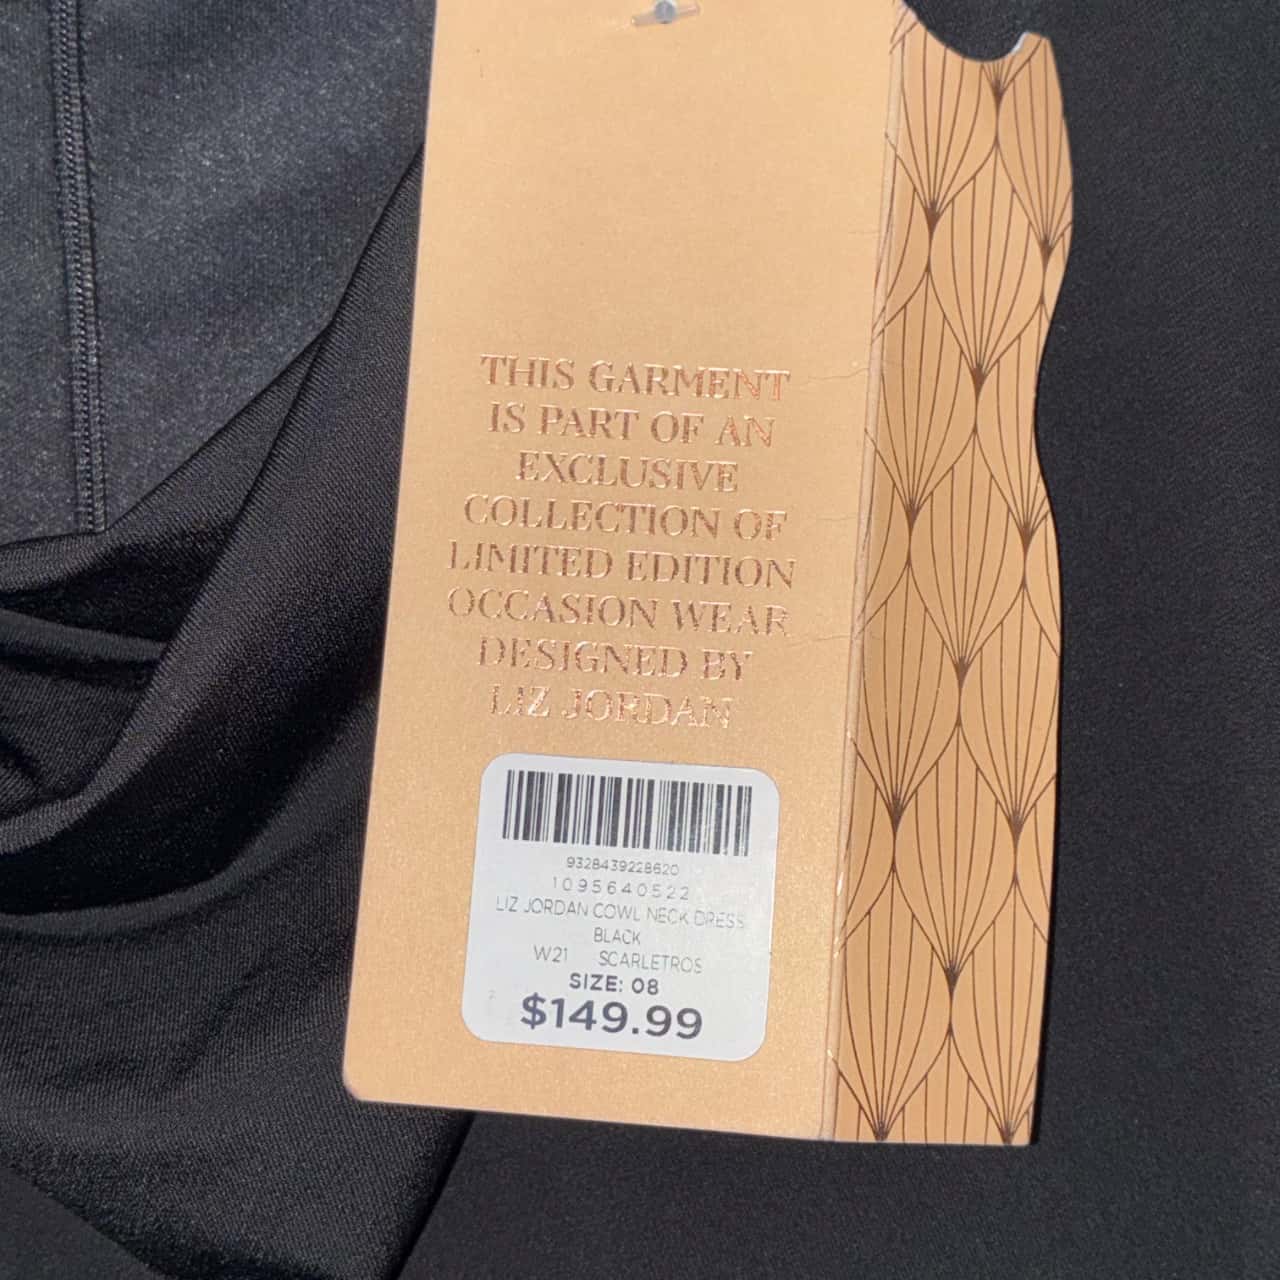 THIS GARMENT
IS PART OF AN
EXCLUSIVE
COLLECTION OF
LIMITED EDITION
OCCASION WEAR
DESIGNED BY
LIZ JORDAN
9328439228620
1095640522
LIZ JORDAN COWL NECK DRESS
BLACK
W21 SCARLETROS
SIZE: 08
$149.99